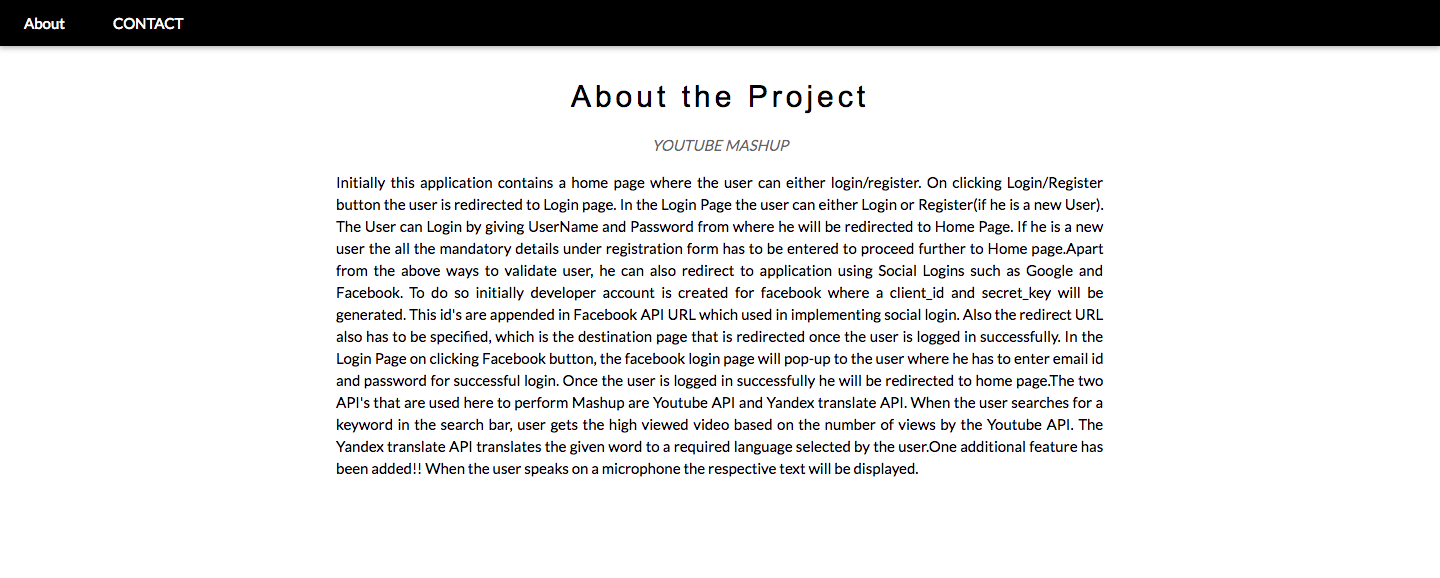 About CONTACT
About the Project
YOUTUBE MASHUP
Initially this application contains a home page where the user can either login/register. On clicking Login/Register
button the user is redirected to Login page. In the Login Page the user can either Login or Register(if he is a new User).
The User can Login by giving UserName and Password from where he will be redirected to Home Page. If he is a new
user the all the mandatory details under registration form has to be entered to proceed further to Home page.Apart
from the above ways to validate user, he can also redirect to application using Social Logins such as Google and
Facebook. To do so initially developer account is created for facebook where a client_id and secret_key will be
generated. This id's are appended in Facebook API URL which used in implementing social login. Also the redirect URL
also has to be specified, which is the destination page that is redirected once the user is logged in successfully. In the
Login Page on clicking Facebook button, the facebook login page will pop-up to the user where he has to enter email id
and password for successful login. Once the user is logged in successfully he will be redirected to home page.The two
API's that are used here to perform Mashup are Youtube API and Yandex translate API. When the user searches for a
keyword in the search bar, user gets the high viewed video based on the number of views by the Youtube API. The
Yandex translate API translates the given word to a required language selected by the user.One additional feature has
been added!! When the user speaks on a microphone the respective text will be displayed.